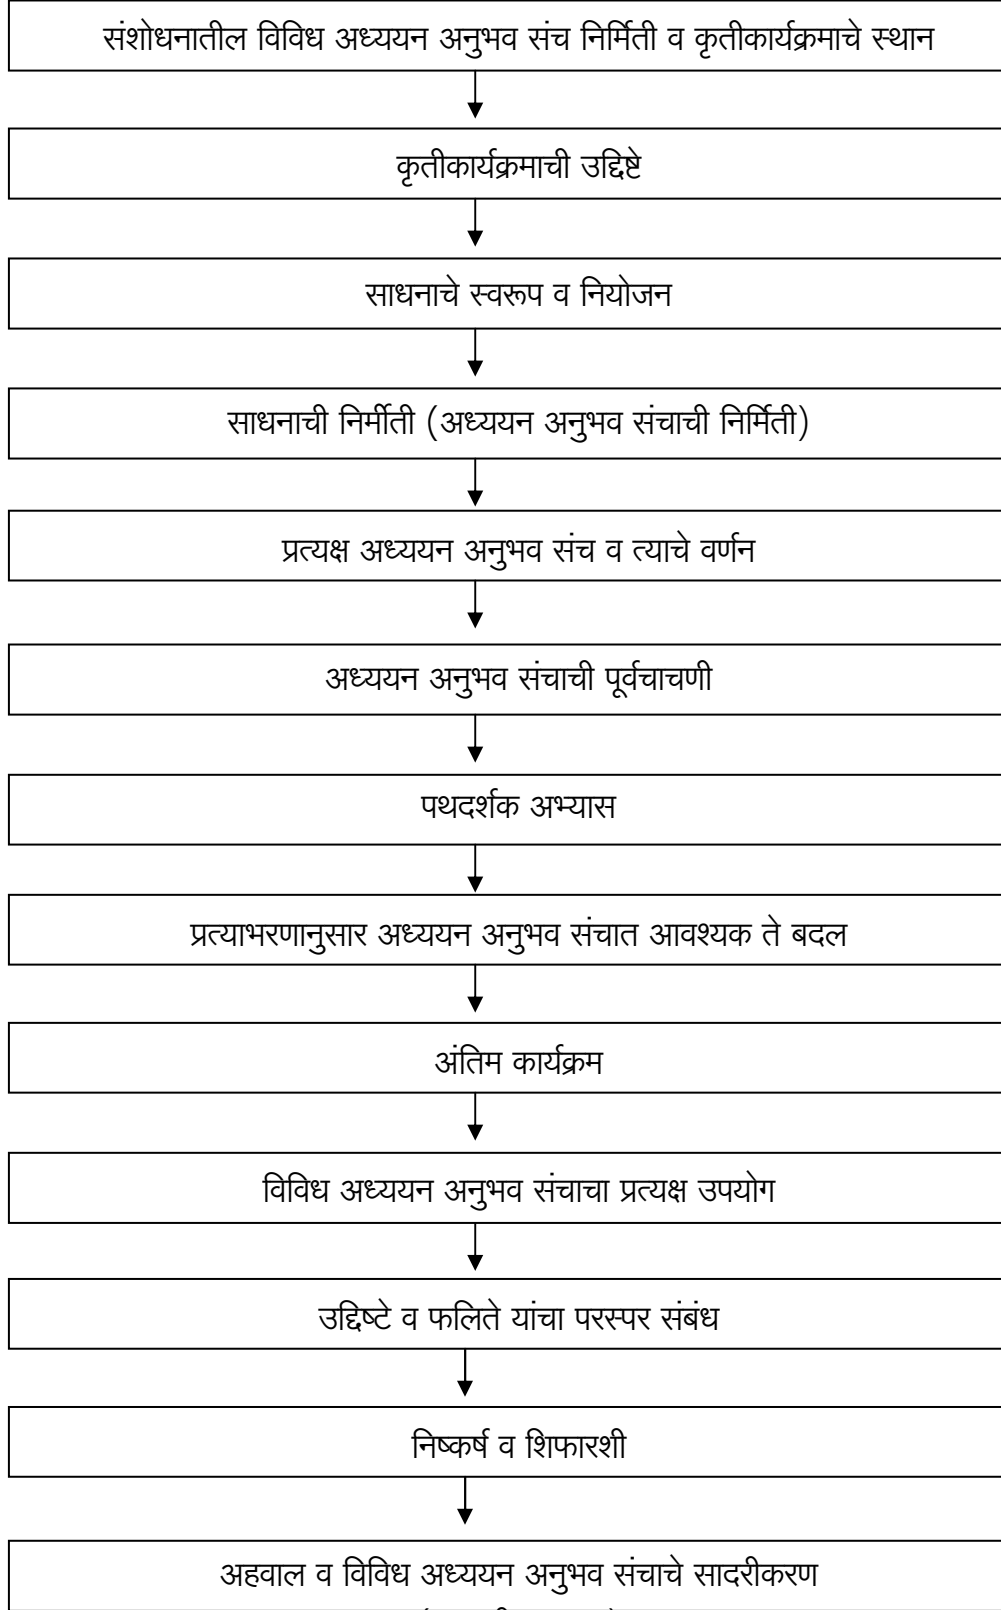 संशोधनातील विविध अध्ययन अनुभव संच निर्मिती व कृतीकार्यक्रमाचे स्थान
कृतीकार्यक्रमाची उद्दिष्टे
साधनाचे स्वरूप व नियोजन
साधनाची निर्मीती (अध्ययन अनुभव संचाची निर्मिती)
प्रत्यक्ष अध्ययन अनुभव संच व त्याचे वर्णन
अध्ययन अनुभव संचाची पूर्वचाचणी
पथदर्शक अभ्यास
प्रत्याभरणानुसार अध्ययन अनुभव संचात आवश्यक ते बदल
अंतिम कार्यक्रम
विविध अध्ययन अनुभव संचाचा प्रत्यक्ष उपयोग
उद्दिष्टे व फलिते यांचा परस्पर संबंध
निष्कर्ष व शिफारशी
अहवाल व विविध अध्ययन अनुभव संचाचे सादरीकरण